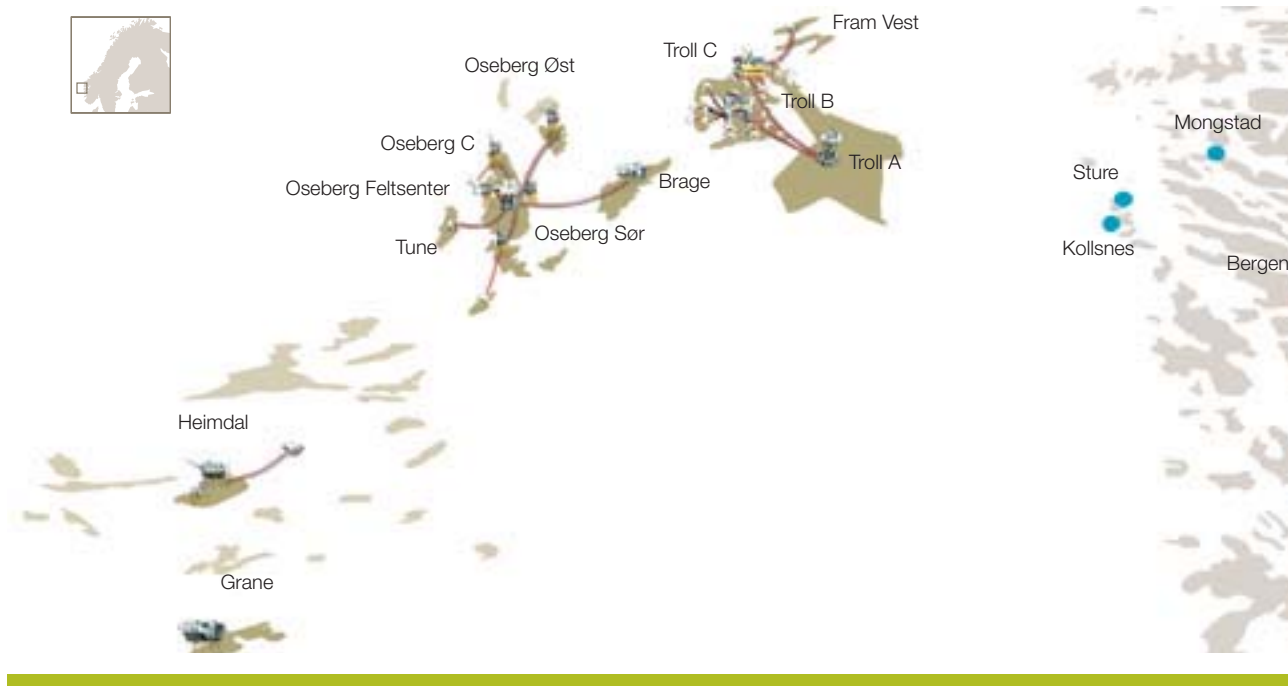 Fram Vest
Troll C
Oseberg Øst
Troll B
Mongstad
Oseberg C
Troll A
Sture
Brage
Oseberg Feltsenter
Oseberg Sør
Tune
Kollsnes
Bergen
Heimdal
Grane